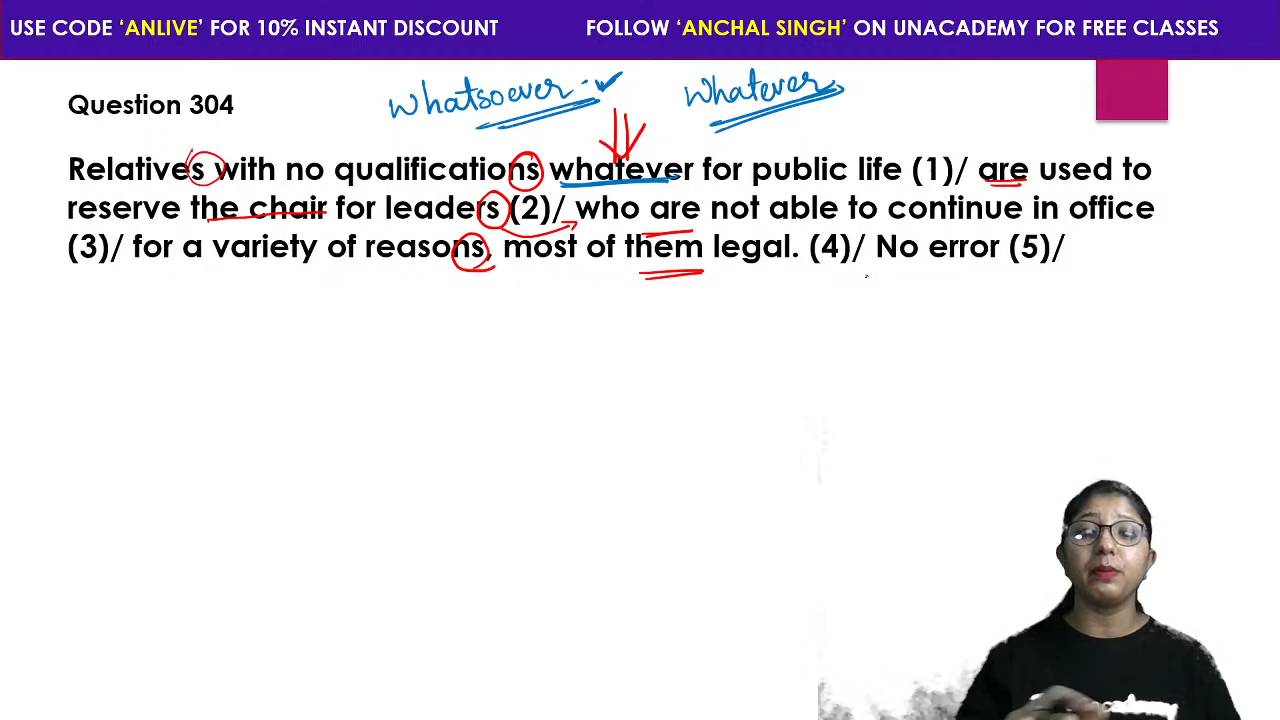 USE CODE ‘ANLIVE’ FOR 10% INSTANT DISCOUNT
FOLLOW ‘ANCHAL SINGH’ ON UNACADEMY FOR FREE CLASSES
whatsoever
whatever
Question 304
Relatives with no qualifications whatever for public life (1)/ are used to
reserve the chair for leaders (2)/ who are not able to continue in office
(3)/ for a variety of reasons, most of them legal. (4)/ No error (5)/